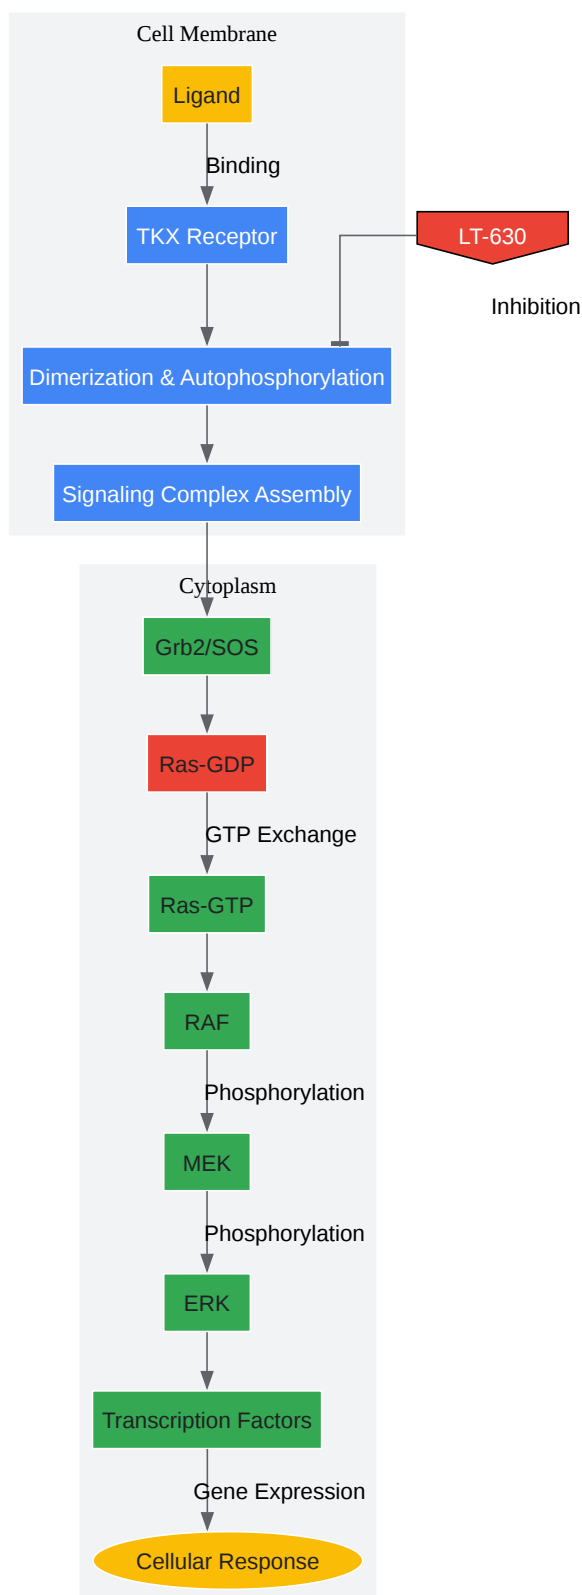 Cell Membrane
Ligand
Binding
TKX Receptor
LT-630
Inhibition
Dimerization & Autophosphorylation
Signaling Complex Assembly
Cytoplasm
Grb2/SOS
Ras-GDP
GTP Exchange
Ras-GTP
RAF
Phosphorylation
MEK
Phosphorylation
ERK
Transcription Factors
Gene Expression
Cellular Response